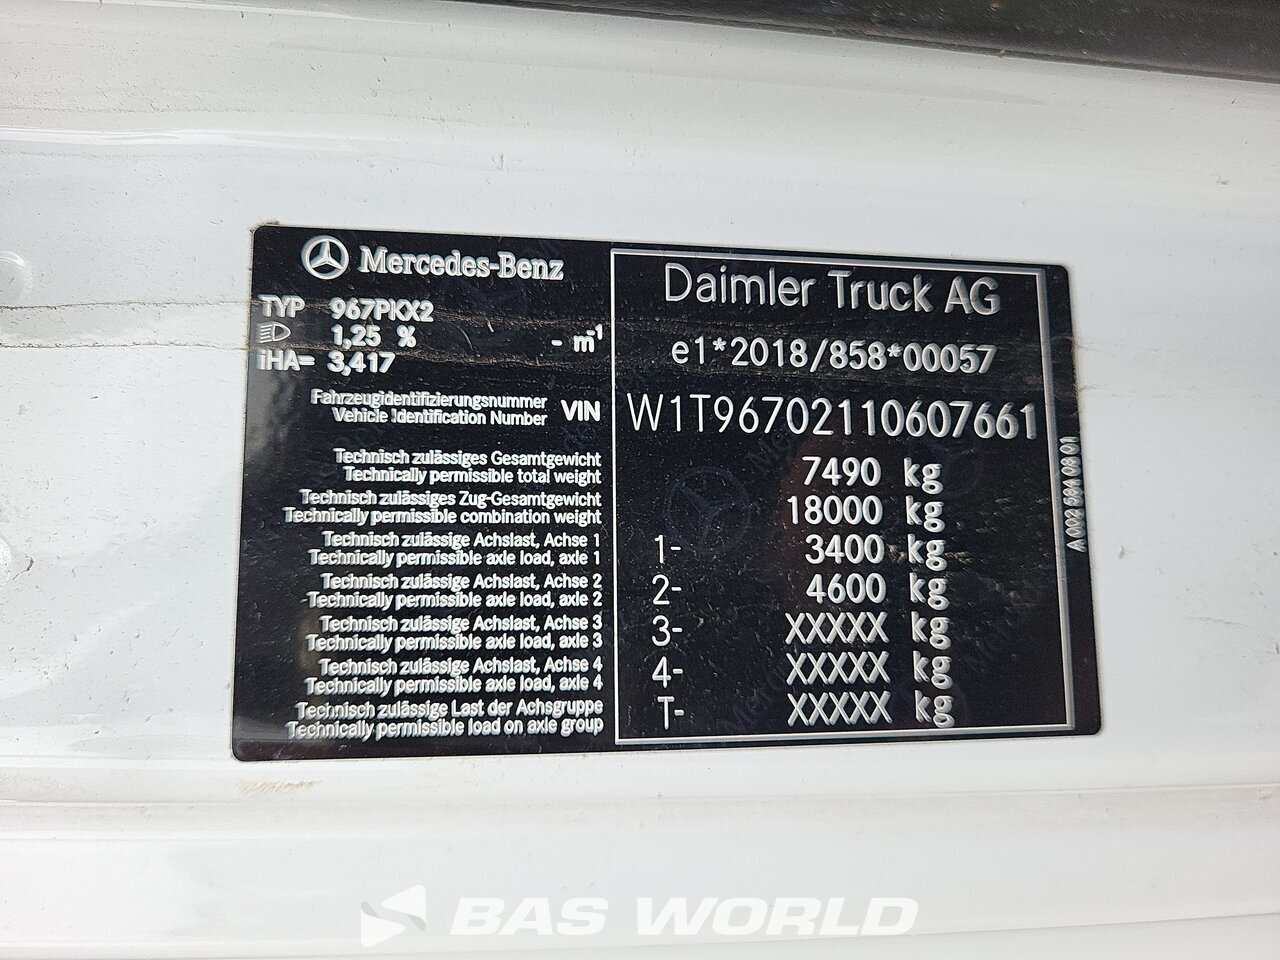 Mercedes-Benz
TYP 967PKX2
1,25 % - m-1
iHA= 3,417
Daimler Truck AG
e1*2018/858*00057
Fahrzeugidentifizierungsnummer
Vehicle Identification Number
VIN W1T96702110607661
Technisch zulässiges Gesamtgewicht
Technically permissible total weight
7490 kg
Technisch zulässiges Zug-Gesamtgewicht
Technically permissible combination weight
18000 kg
Technisch zulässige Achslast, Achse 1
Technically permissible axle load, axle 1
1- 3400 kg
Technisch zulässige Achslast, Achse 2
Technically permissible axle load, axle 2
2- 4600 kg
Technisch zulässige Achslast, Achse 3
Technically permissible axle load, axle 3
3- XXXXX kg
Technisch zulässige Achslast, Achse 4
Technically permissible axle load, axle 4
4- XXXXX kg
Technisch zulässige Last der Achsgruppe
Technically permissible load on axle group
T- XXXXX kg
A 002 584 08 01
BAS WORLD